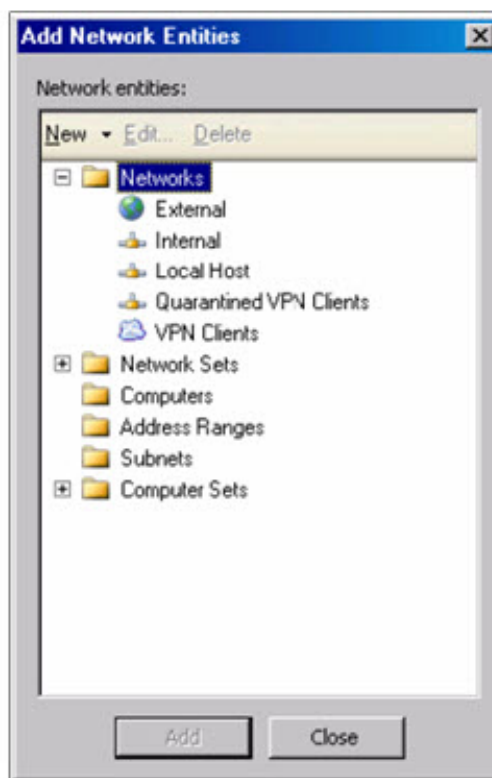 Add Network Entities
Network entities:
New Edit... Delete
Networks
External
Internal
Local Host
Quarantined VPN Clients
VPN Clients
Network Sets
Computers
Address Ranges
Subnets
Computer Sets
Add Close